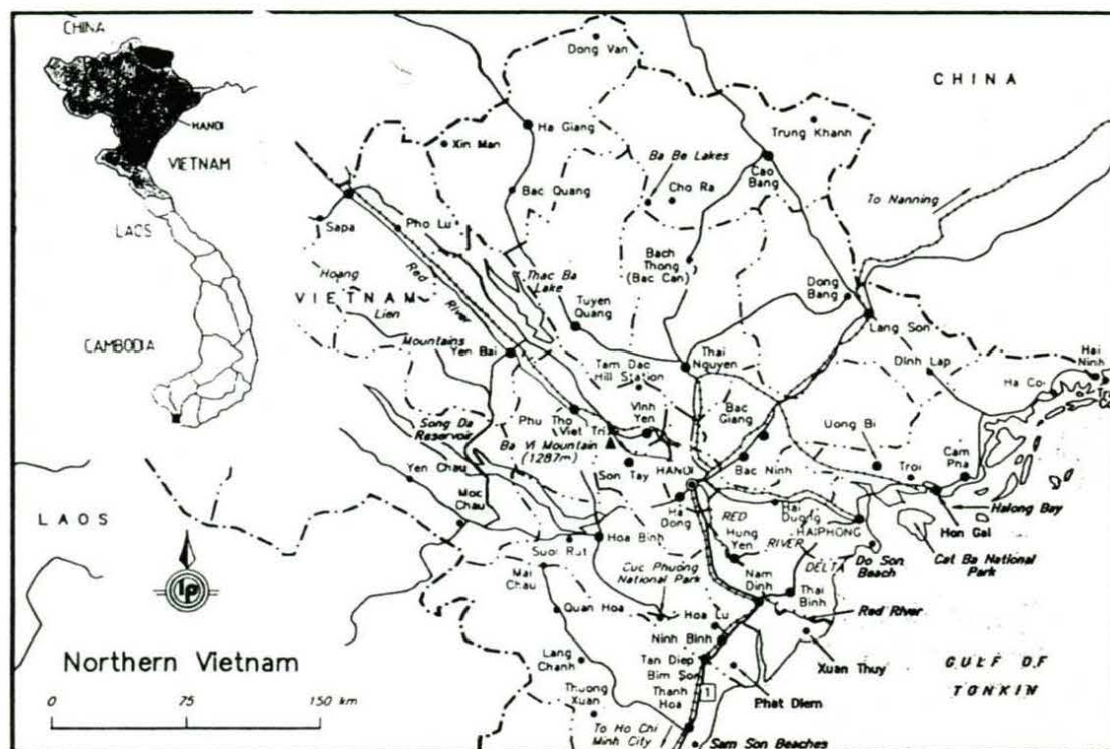 CHINA
HANOI
VIETNAM
LAOS
CAMBODIA
Dong Van
CHINA
Ha Giang
Trung Khanh
Xin Man
Ba Be Lakes
Cao
Bang
Bac Quang
Cho Ra
To Nanning
Sapa
Pho Lu
Bach
Thong
(Bac Can)
Hoang
Lien
Mountains
Red
River
Thac Ba
Lake
Dong
Bang
VIETNAM
Tuyen
Quang
Lang Son
Yen Bai
Thai
Nguyen
Dinh Lap
Hai
Ninh
Tam Dao
Hill Station
Ha Co
Phu Tho
Vinh
Yen
Bac
Giang
Uong Bi
Song Da
Reservoir
Viet Tri
Ba Vi Mountain
(1287m)
Cam
Pha
Troi
Yen Chau
Son Tay
HANOI
Bac Ninh
Moc
Chau
Ha
Dong
RED
RIVER
DELTA
Hai
Duong
HAIPHONG
Halong Bay
Hon Gai
LAOS
Hoa Binh
Hung
Yen
Do Son
Beach
Cat Ba National
Park
Suoi Rut
Mai
Chau
Cuc Phuong
National Park
Nam
Dinh
Thai
Binh
lp
Quan Hoa
Hoa Lu
Red River
Ninh Binh
Xuan Thuy
Northern Vietnam
Lang
Chanh
Tan Diep
Bim Son
GULF OF
TONKIN
0 75 150 km
Thuong
Xuan
Thanh
Hoa
1
Phat Diem
To Ho Chi
Minh City
Sam Son Beaches